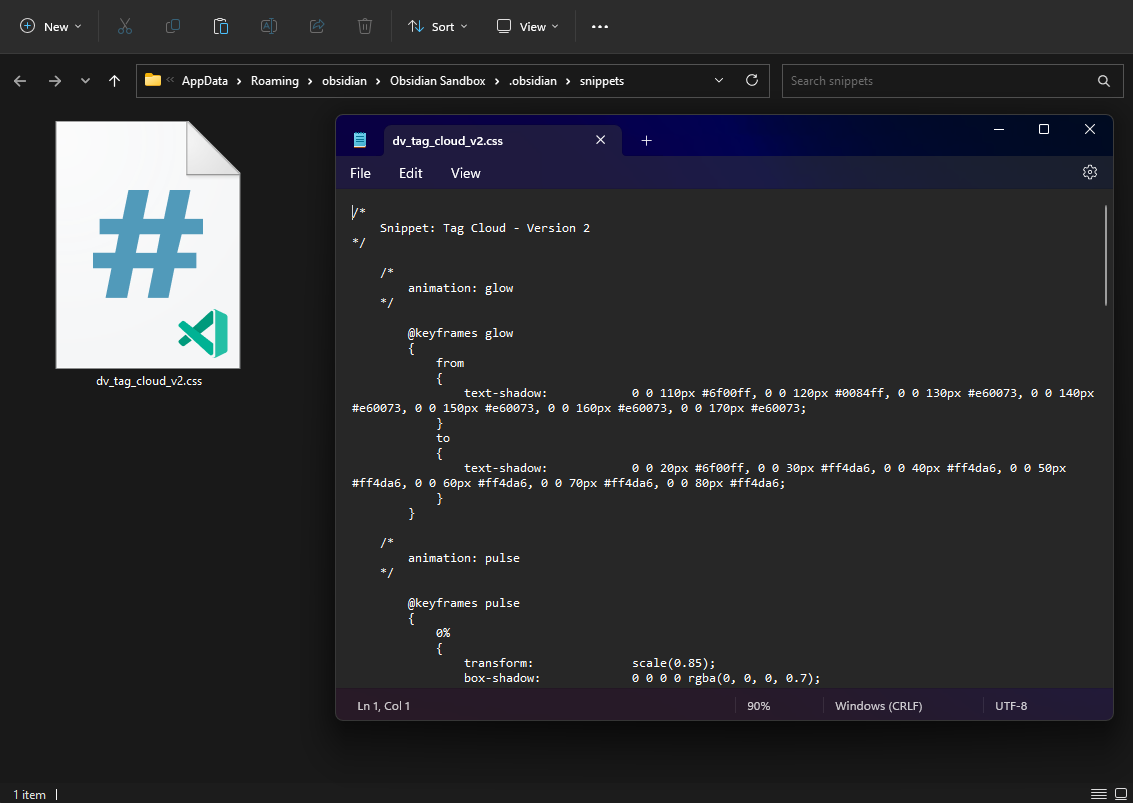 New
Sort
View
AppData > Roaming > obsidian > Obsidian Sandbox > .obsidian > snippets
Search snippets
dv_tag_cloud_v2.css
dv_tag_cloud_v2.css
File Edit View
/*
Snippet: Tag Cloud - Version 2
*/
/*
animation: glow
*/
@keyframes glow
{
from
{
text-shadow: 0 0 110px #6f00ff, 0 0 120px #0084ff, 0 0 130px #e60073, 0 0 140px
#e60073, 0 0 150px #e60073, 0 0 160px #e60073, 0 0 170px #e60073;
}
to
{
text-shadow: 0 0 20px #6f00ff, 0 0 30px #ff4da6, 0 0 40px #ff4da6, 0 0 50px
#ff4da6, 0 0 60px #ff4da6, 0 0 70px #ff4da6, 0 0 80px #ff4da6;
}
}
/*
animation: pulse
*/
@keyframes pulse
{
0%
{
transform: scale(0.85);
box-shadow: 0 0 0 0 rgba(0, 0, 0, 0.7);
Ln 1, Col 1
90%
Windows (CRLF)
UTF-8
1 item